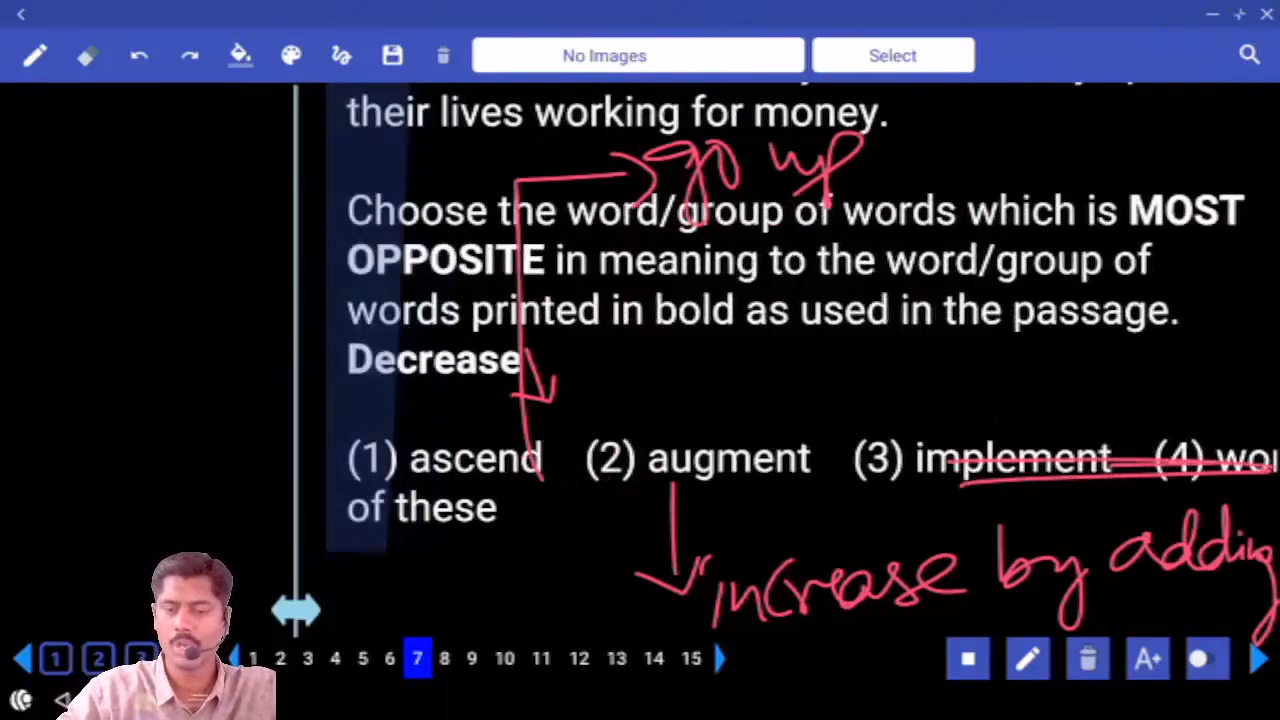 No Images
Select
their lives working for money.
go up
Choose the word/group of words which is MOST
OPPOSITE in meaning to the word/group of
words printed in bold as used in the passage.
Decrease
(1) ascend (2) augment (3) implement (4) wo
of these
increase by adding
1 2 3 1 2 3 4 5 6 7 8 9 10 11 12 13 14 15 A+